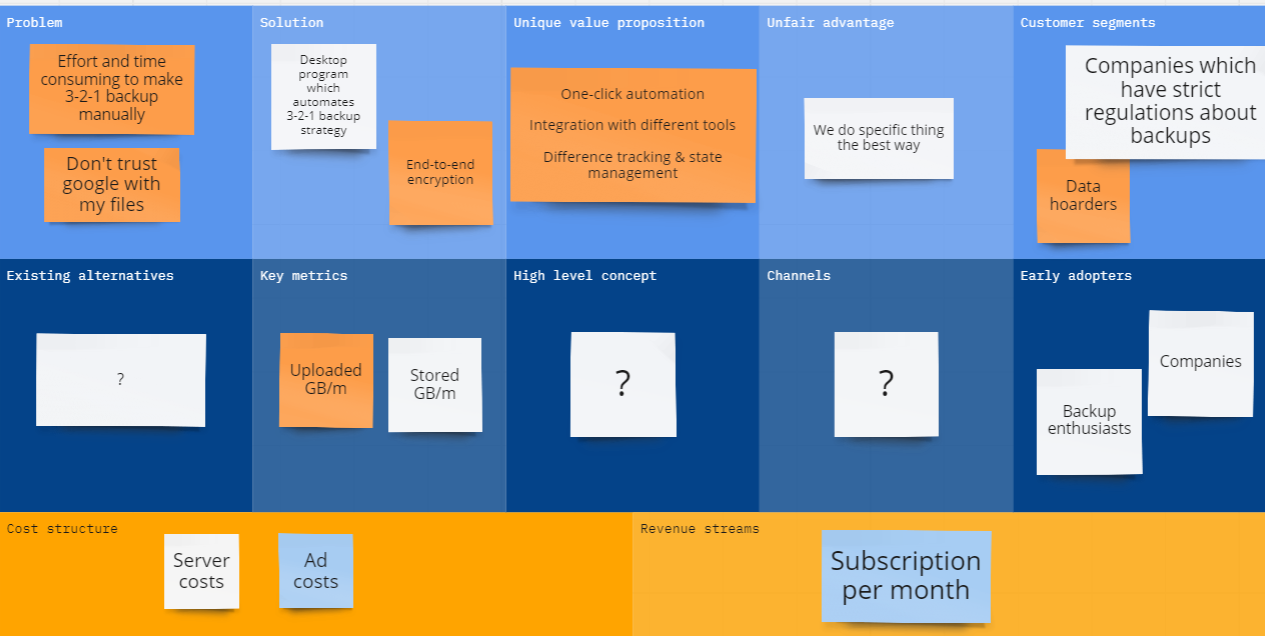 Problem
Effort and time
consuming to make
3-2-1 backup
manually
Don't trust
google with
my files
Solution
Desktop
program
which
automates
3-2-1 backup
strategy
End-to-end
encryption
Unique value proposition
One-click automation
Integration with different tools
Difference tracking & state
management
Unfair advantage
We do specific thing
the best way
Customer segments
Companies which
have strict
regulations about
backups
Data
hoarders
Existing alternatives
?
Key metrics
Uploaded
GB/m
Stored
GB/m
High level concept
?
Channels
?
Early adopters
Companies
Backup
enthusiasts
Cost structure
Server
costs
Ad
costs
Revenue streams
Subscription
per month